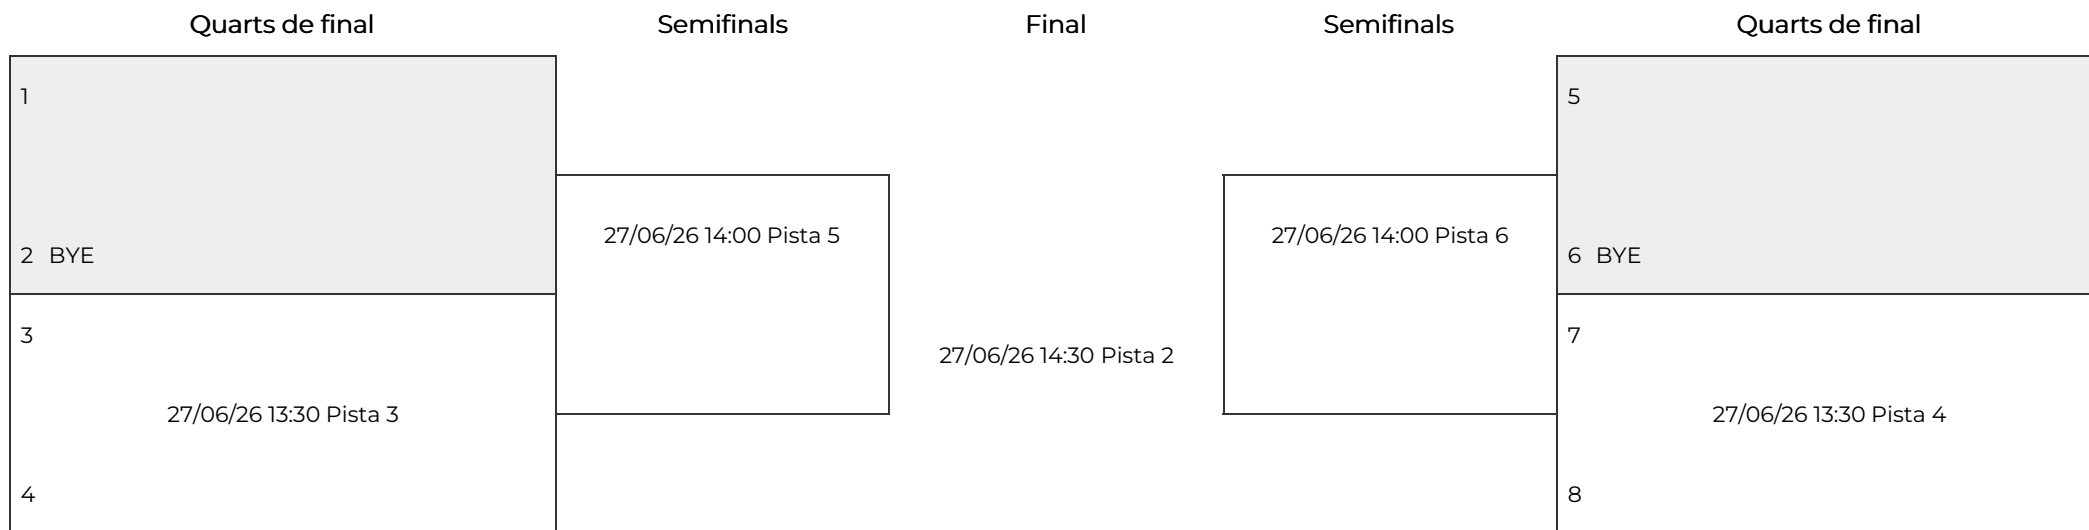 Quarts de final
Semifinals
Final
Semifinals
Quarts de final
1
2 BYE
3
27/06/26 13:30 Pista 3
4
27/06/26 14:00 Pista 5
27/06/26 14:30 Pista 2
27/06/26 14:00 Pista 6
5
6 BYE
7
27/06/26 13:30 Pista 4
8